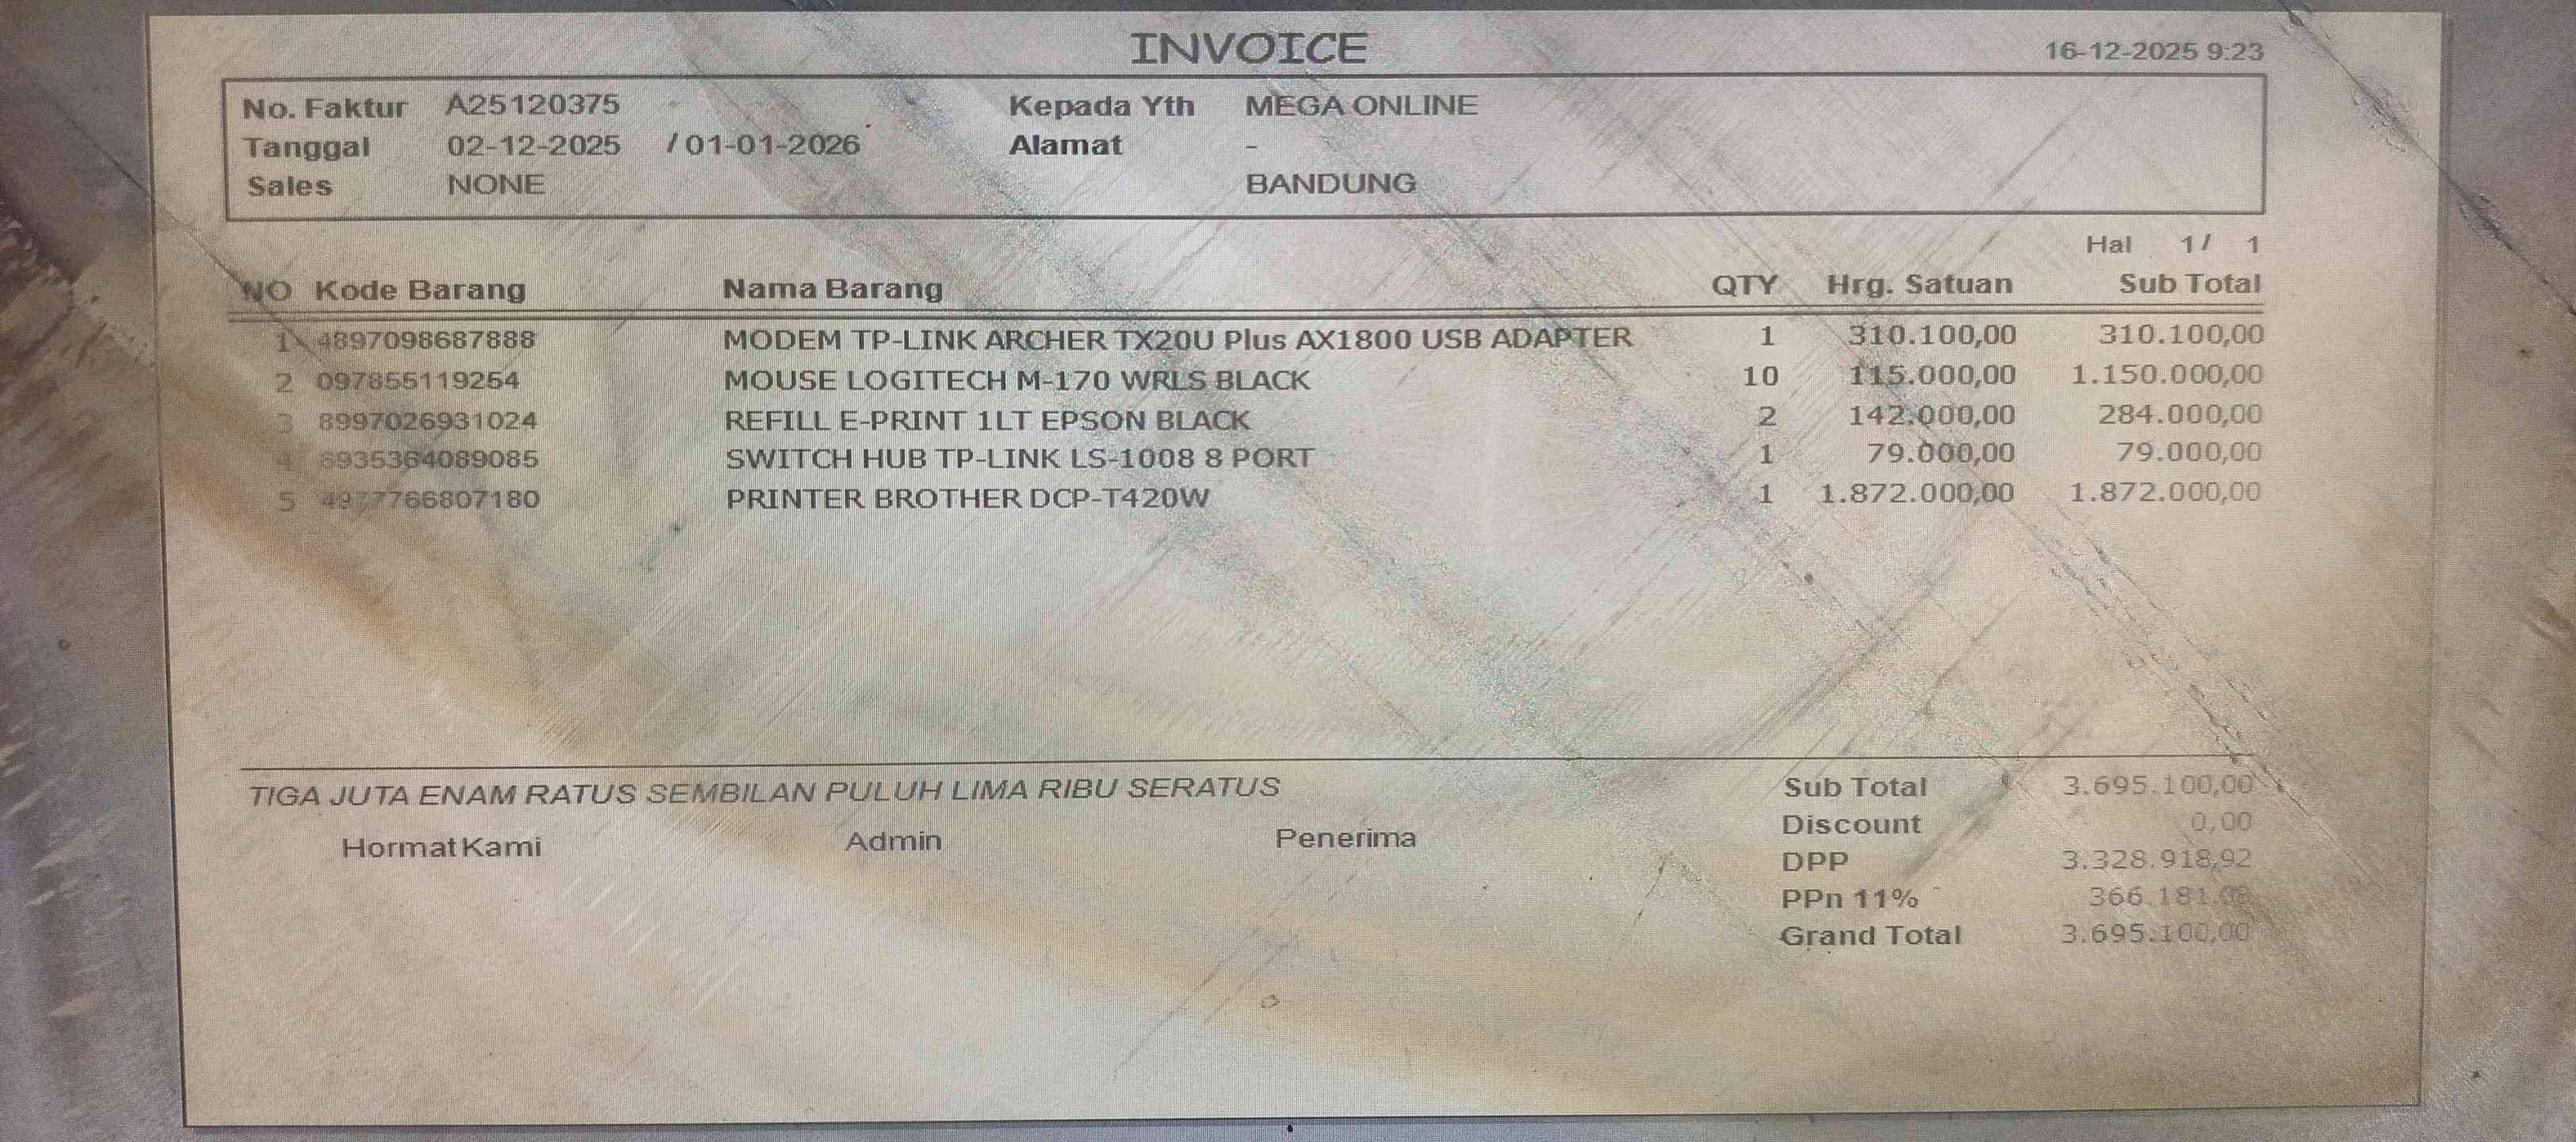 INVOICE 16-12-2025 9:23
No. Faktur A25120375 Kepada Yth MEGA ONLINE
Tanggal 02-12-2025 / 01-01-2026 Alamat -
Sales NONE BANDUNG
Hal 1 / 1
NO Kode Barang Nama Barang QTY Hrg. Satuan Sub Total
1 4897098687888 MODEM TP-LINK ARCHER TX20U Plus AX1800 USB ADAPTER 1 310.100,00 310.100,00
2 097855119254 MOUSE LOGITECH M-170 WRLS BLACK 10 115.000,00 1.150.000,00
3 8997026931024 REFILL E-PRINT 1LT EPSON BLACK 2 142.000,00 284.000,00
4 6935364089085 SWITCH HUB TP-LINK LS-1008 8 PORT 1 79.000,00 79.000,00
5 4977766807180 PRINTER BROTHER DCP-T420W 1 1.872.000,00 1.872.000,00
TIGA JUTA ENAM RATUS SEMBILAN PULUH LIMA RIBU SERATUS
Hormat Kami Admin Penerima
Sub Total 3.695.100,00
Discount 0,00
DPP 3.328.918,92
PPn 11% 366.181,08
Grand Total 3.695.100,00